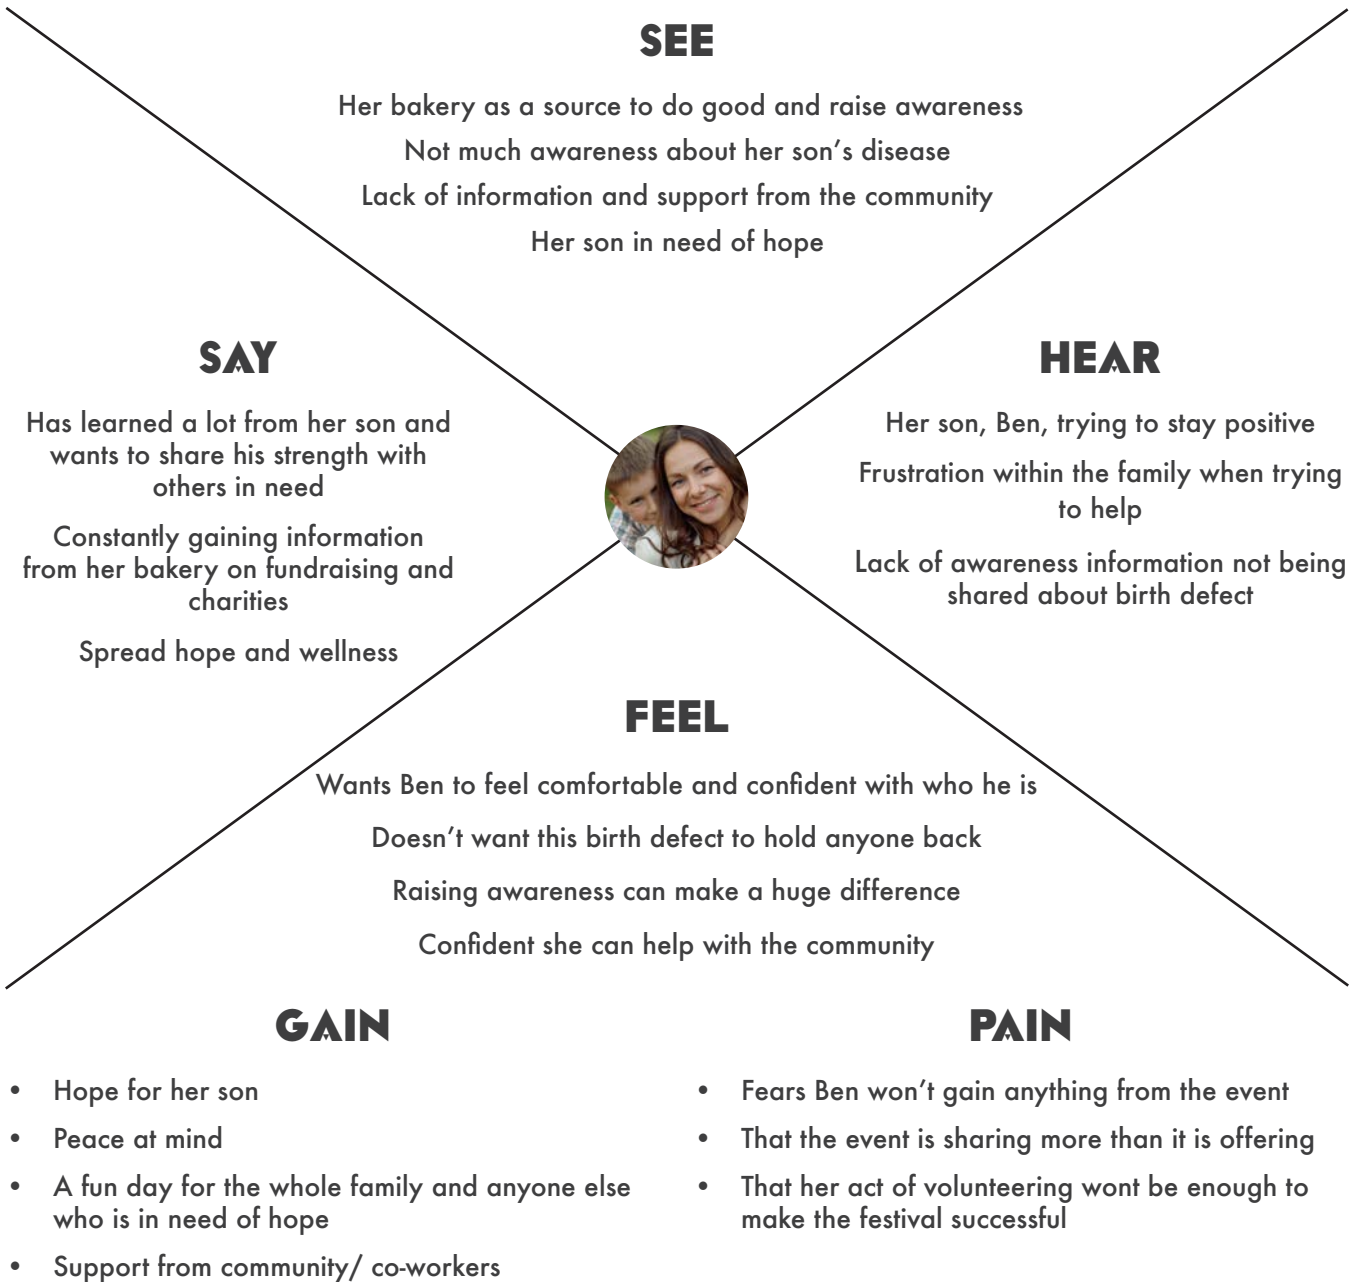 SEE
Her bakery as a source to do good and raise awareness
Not much awareness about her son’s disease
Lack of information and support from the community
Her son in need of hope
SAY
Has learned a lot from her son and
wants to share his strength with
others in need
Constantly gaining information
from her bakery on fundraising and
charities
Spread hope and wellness
HEAR
Her son, Ben, trying to stay positive
Frustration within the family when trying
to help
Lack of awareness information not being
shared about birth defect
FEEL
Wants Ben to feel comfortable and confident with who he is
Doesn’t want this birth defect to hold anyone back
Raising awareness can make a huge difference
Confident she can help with the community
GAIN
• Hope for her son
• Peace at mind
• A fun day for the whole family and anyone else
who is in need of hope
• Support from community/ co-workers
PAIN
• Fears Ben won’t gain anything from the event
• That the event is sharing more than it is offering
• That her act of volunteering wont be enough to
make the festival successful